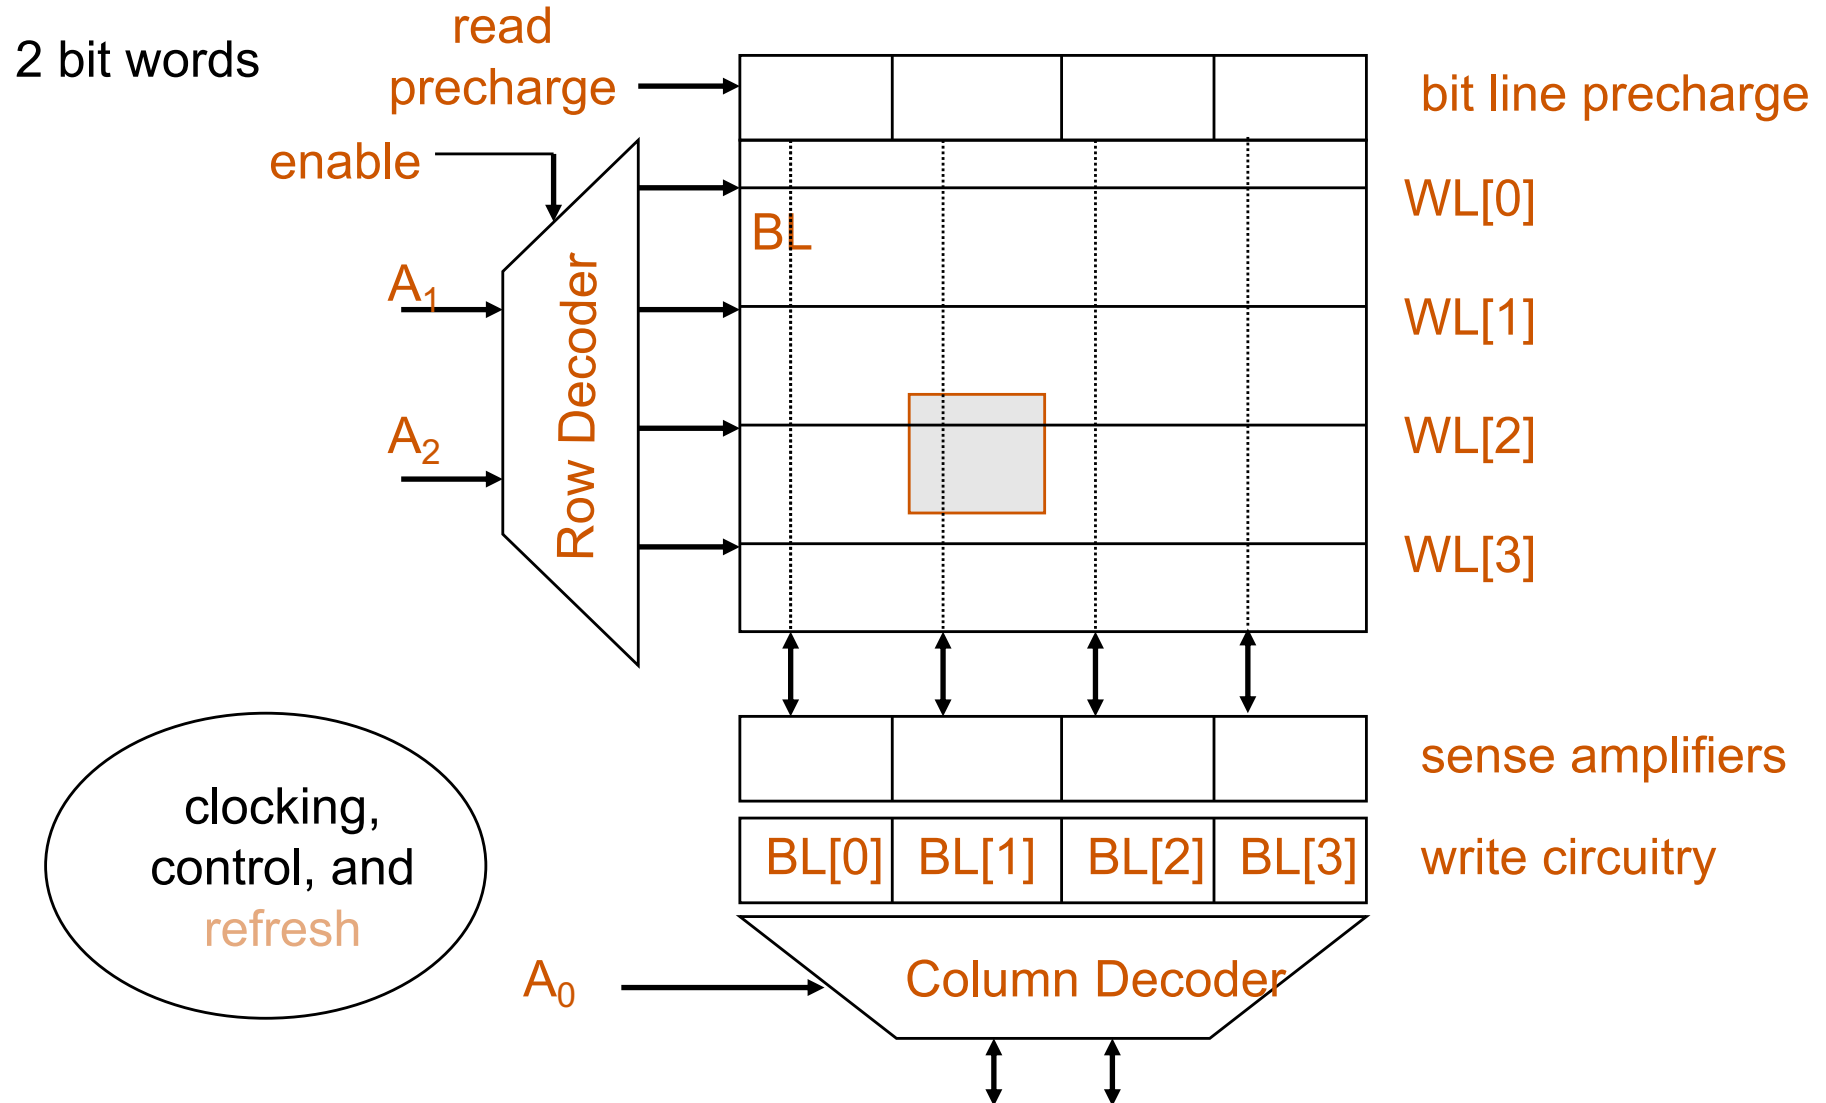 2 bit words
read
precharge
bit line precharge
enable
WL[0]
BL
A₁
WL[1]
Row Decoder
A₂
WL[2]
WL[3]
sense amplifiers
clocking,
control, and
refresh
BL[0] BL[1] BL[2] BL[3]
write circuitry
A₀
Column Decoder